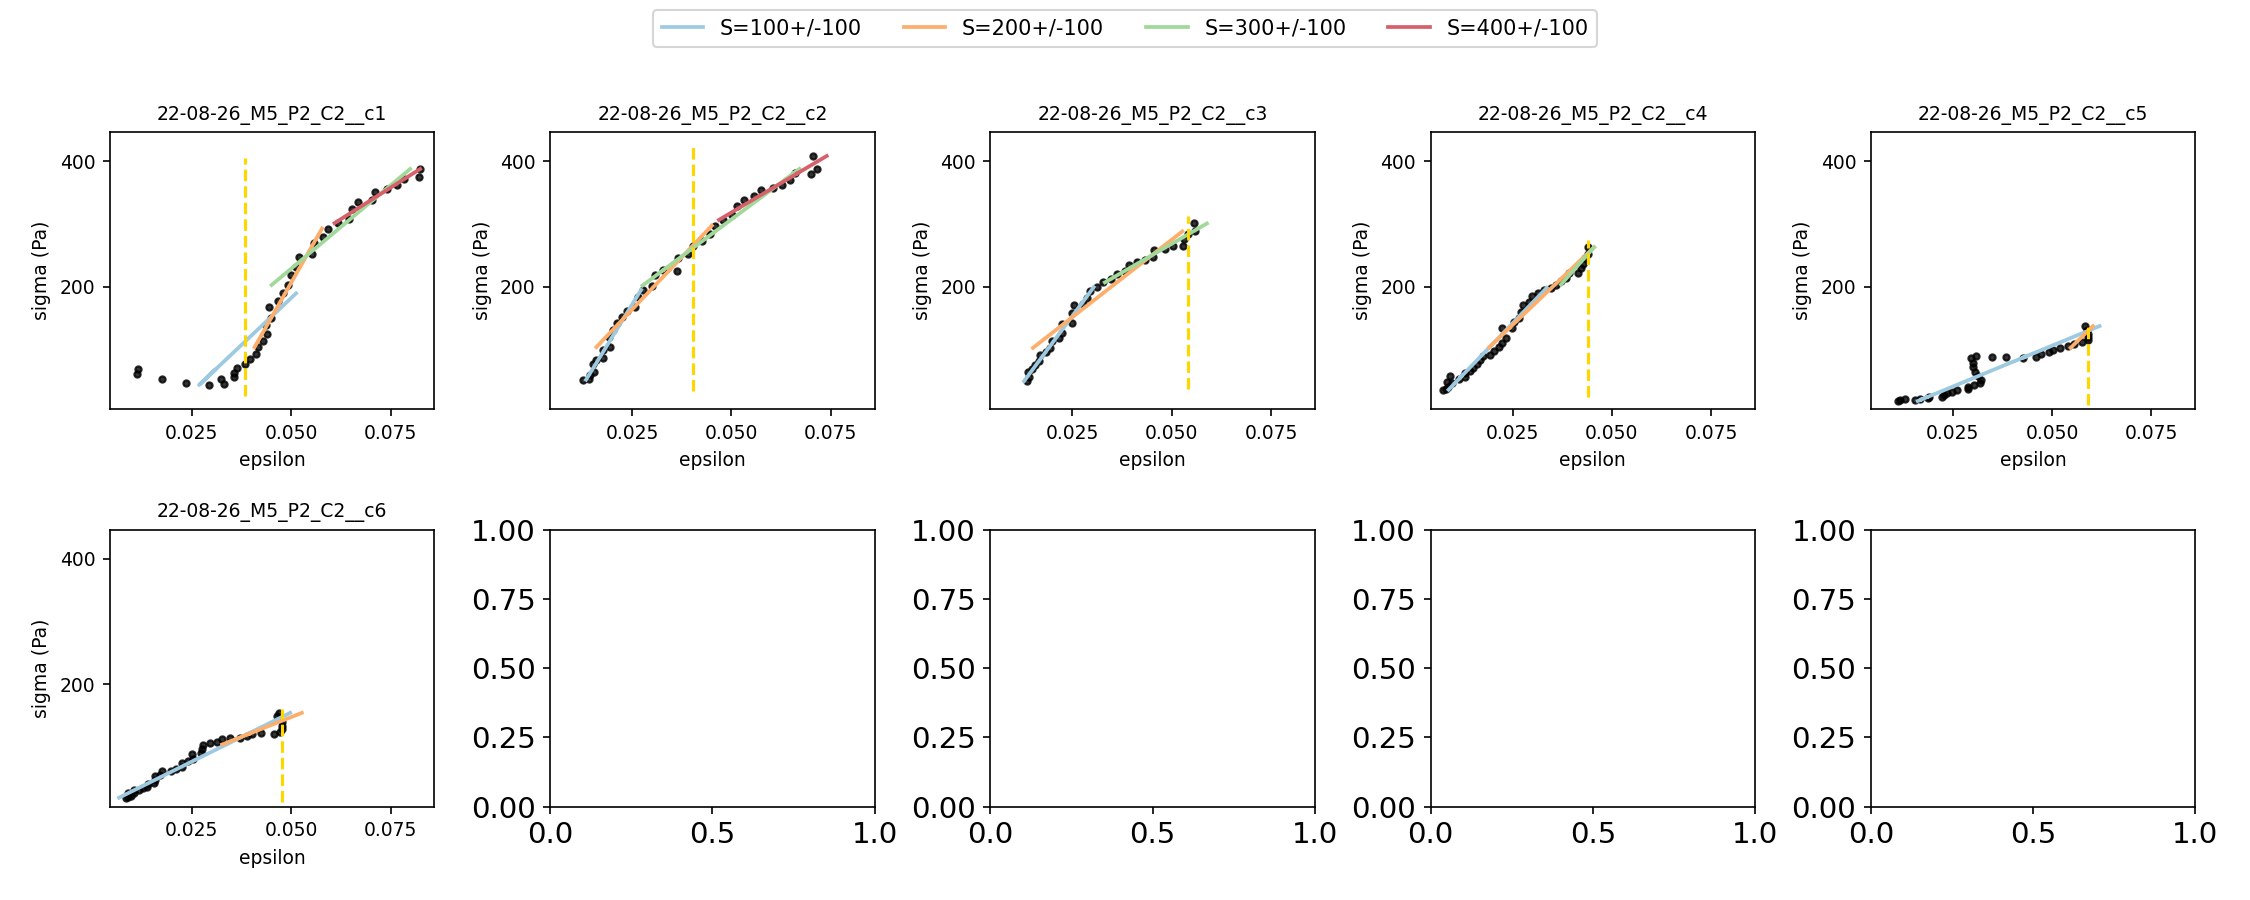 S=100+/-100 S=200+/-100 S=300+/-100 S=400+/-100
22-08-26_M5_P2_C2__c1
400
200
sigma (Pa)
0.025 0.050 0.075
epsilon
22-08-26_M5_P2_C2__c2
400
200
sigma (Pa)
0.025 0.050 0.075
epsilon
22-08-26_M5_P2_C2__c3
400
200
sigma (Pa)
0.025 0.050 0.075
epsilon
22-08-26_M5_P2_C2__c4
400
200
sigma (Pa)
0.025 0.050 0.075
epsilon
22-08-26_M5_P2_C2__c5
400
200
sigma (Pa)
0.025 0.050 0.075
epsilon
22-08-26_M5_P2_C2__c6
400
200
sigma (Pa)
0.025 0.050 0.075
epsilon
1.00
0.75
0.50
0.25
0.00
0.0 0.5 1.0
1.00
0.75
0.50
0.25
0.00
0.0 0.5 1.0
1.00
0.75
0.50
0.25
0.00
0.0 0.5 1.0
1.00
0.75
0.50
0.25
0.00
0.0 0.5 1.0